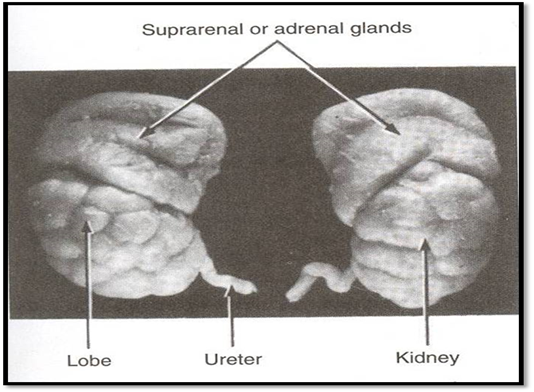 Suprarenal or adrenal glands
Lobe
Ureter
Kidney